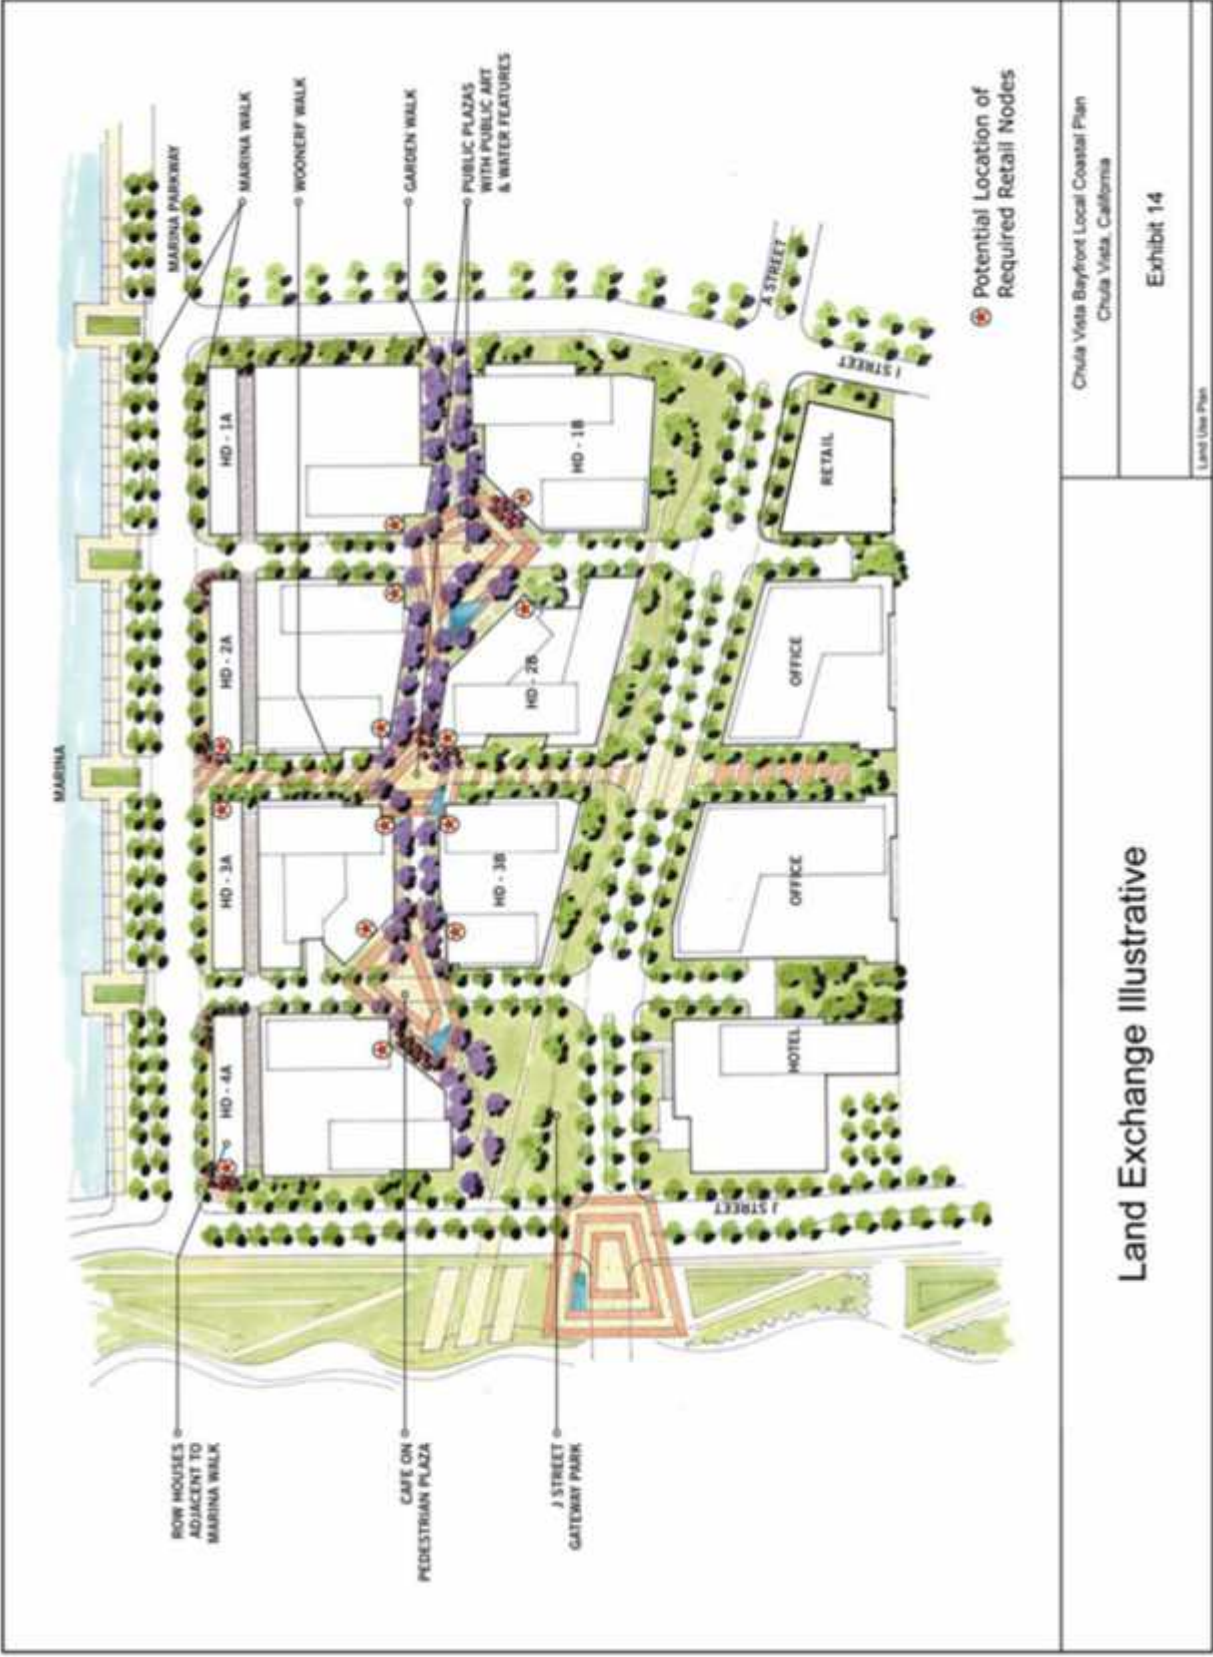 MARINA
MARINA PARKWAY
MARINA WALK
WOONERF WALK
GARDEN WALK
PUBLIC PLAZAS
WITH PUBLIC ART
& WATER FEATURES
ROW HOUSES
ADJACENT TO
MARINA WALK
CAFE ON
PEDESTRIAN PLAZA
J STREET
GATEWAY PARK
HD - 4A
HD - 3A
HD - 2A
HD - 1A
HD - 3B
HD - 2B
HD - 1B
HOTEL
OFFICE
OFFICE
RETAIL
J STREET
I STREET
A STREET
Potential Location of
Required Retail Nodes
Land Exchange Illustrative
Chula Vista Bayfront Local Coastal Plan
Chula Vista, California
Exhibit 14
Land Use Plan